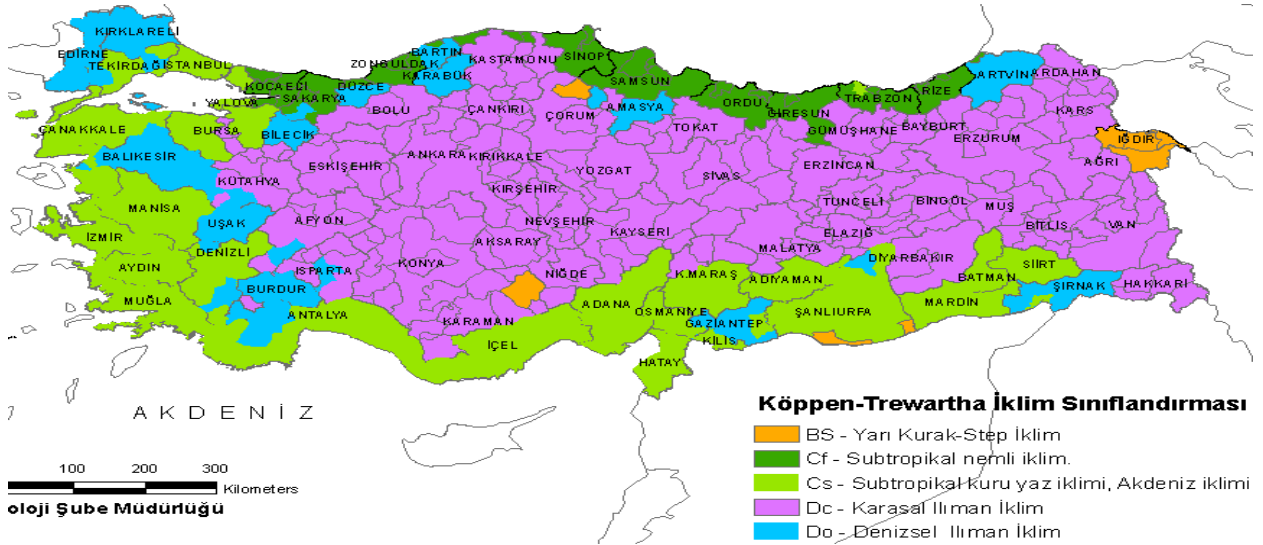 KIRKLARELİ
EDİRNE
TEKİRDAĞ
İSTANBUL
KOCAELİ
SAKARYA
YALOVA
DÜZCE
ZONGULDAK
BARTIN
KARABÜK
KASTAMONU
SİNOP
SAMSUN
ORDU
GİRESUN
TRABZON
RİZE
ARTVİN
ARDAHAN
KARS
IĞDIR
AĞRI
ÇANAKKALE
BURSA
BİLECİK
BOLU
ÇANKIRI
ÇORUM
AMASYA
TOKAT
GÜMÜŞHANE
BAYBURT
ERZURUM
BALIKESİR
KÜTAHYA
ESKİŞEHİR
ANKARA
KIRIKKALE
YOZGAT
SİVAS
ERZİNCAN
MANİSA
UŞAK
AFYON
KIRŞEHİR
NEVŞEHİR
KAYSERİ
TUNCELİ
BİNGÖL
MUŞ
BİTLİS
VAN
İZMİR
AYDIN
DENİZLİ
ISPARTA
BURDUR
KONYA
AKSARAY
NİĞDE
MALATYA
ELAZIĞ
DİYARBAKIR
BATMAN
SİİRT
ŞIRNAK
HAKKARİ
MUĞLA
ANTALYA
KARAMAN
İÇEL
ADANA
K.MARAŞ
OSMANİYE
ADIYAMAN
GAZİANTEP
KİLİS
ŞANLIURFA
MARDİN
HATAY
AKDENİZ
100 200 300
Kilometers
oloji Şube Müdürlüğü
Köppen-Trewartha İklim Sınıflandırması
BS - Yarı Kurak-Step İklim
Cf - Subtropikal nemli iklim.
Cs - Subtropikal kuru yaz iklimi, Akdeniz iklimi
Dc - Karasal Ilıman İklim
Do - Denizsel Ilıman İklim